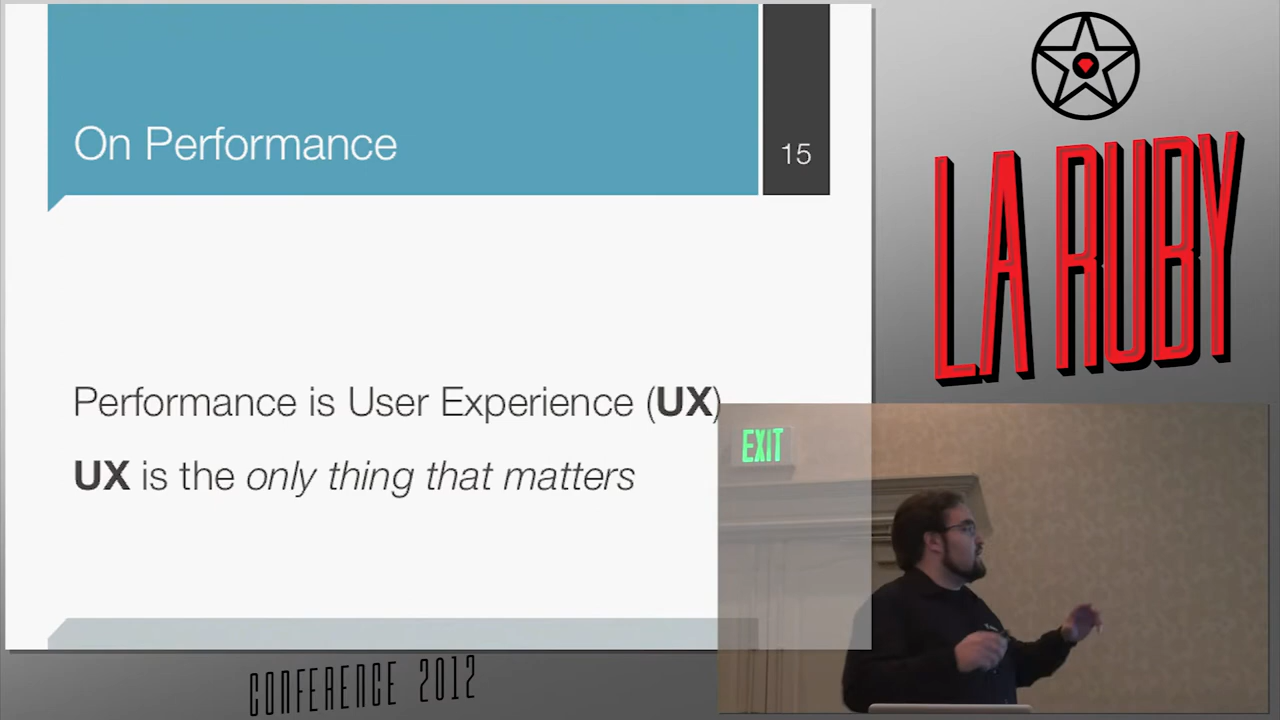 On Performance
15
Performance is User Experience (UX)
UX is the only thing that matters
LA RUBY
EXIT
CONFERENCE 2012